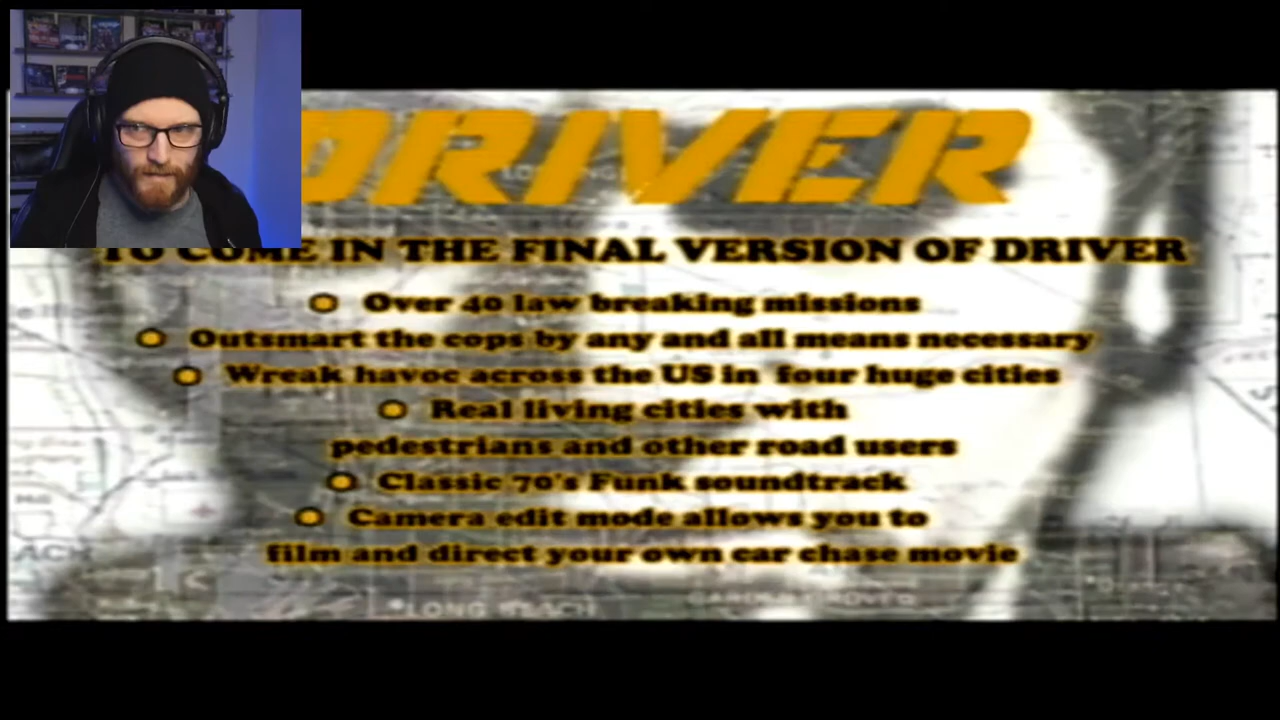 DRIVER
TO COME IN THE FINAL VERSION OF DRIVER
Over 40 law breaking missions
Outsmart the cops by any and all means necessary
Wreak havoc across the US in four huge cities
Real living cities with
pedestrians and other road users
Classic 70's Funk soundtrack
Camera edit mode allows you to
film and direct your own car chase movie
LONG BEACH